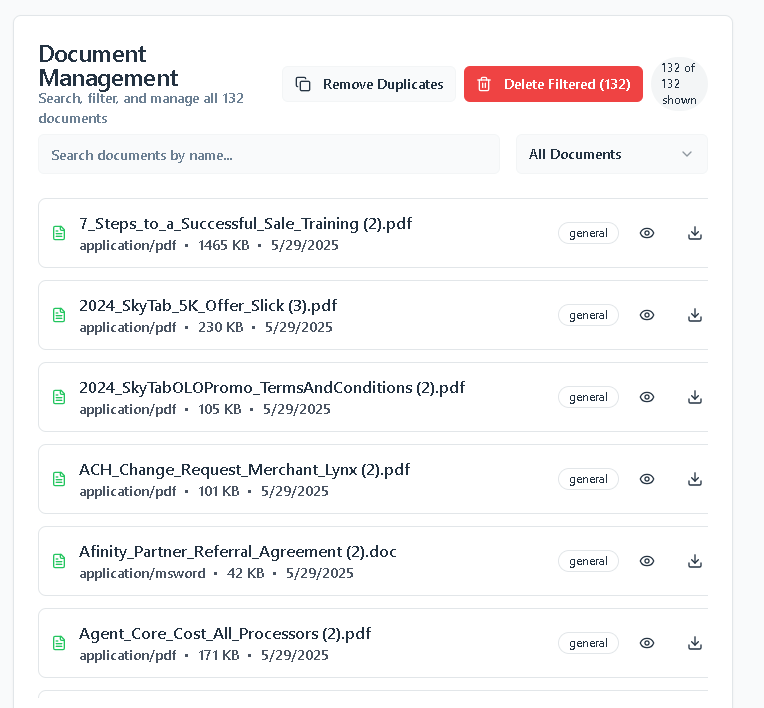 Document
Management
Search, filter, and manage all 132
documents
Remove Duplicates
Delete Filtered (132)
132 of
132
shown
Search documents by name...
All Documents
7_Steps_to_a_Successful_Sale_Training (2).pdf
application/pdf • 1465 KB • 5/29/2025
general
2024_SkyTab_5K_Offer_Slick (3).pdf
application/pdf • 230 KB • 5/29/2025
general
2024_SkyTabOLOPromo_TermsAndConditions (2).pdf
application/pdf • 105 KB • 5/29/2025
general
ACH_Change_Request_Merchant_Lynx (2).pdf
application/pdf • 101 KB • 5/29/2025
general
Afinity_Partner_Referral_Agreement (2).doc
application/msword • 42 KB • 5/29/2025
general
Agent_Core_Cost_All_Processors (2).pdf
application/pdf • 171 KB • 5/29/2025
general